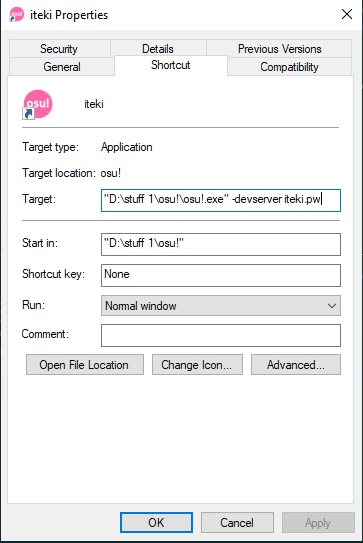 iteki Properties
Security Details Previous Versions
General Shortcut Compatibility
osu! iteki
Target type: Application
Target location: osu!
Target: "D:\stuff 1\osu!\osu!.exe" -devserver iteki.pw
Start in: "D:\stuff 1\osu!"
Shortcut key: None
Run: Normal window
Comment:
Open File Location Change Icon... Advanced...
OK Cancel Apply